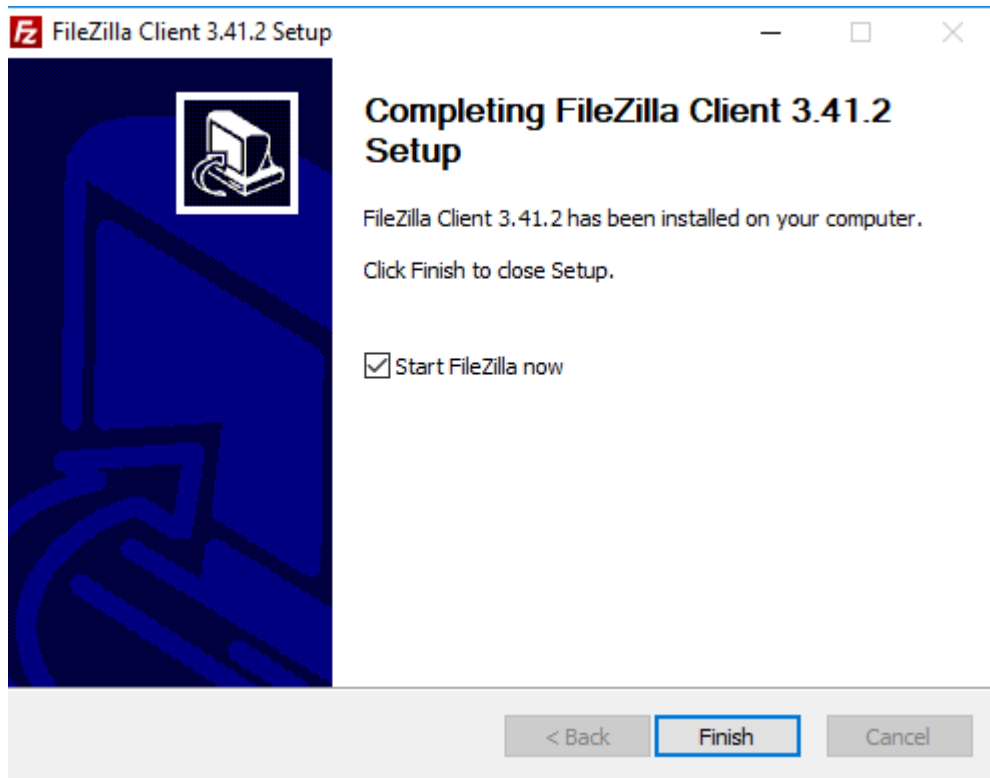 FileZilla Client 3.41.2 Setup
Completing FileZilla Client 3.41.2
Setup
FileZilla Client 3.41.2 has been installed on your computer.
Click Finish to close Setup.
Start FileZilla now
< Back
Finish
Cancel